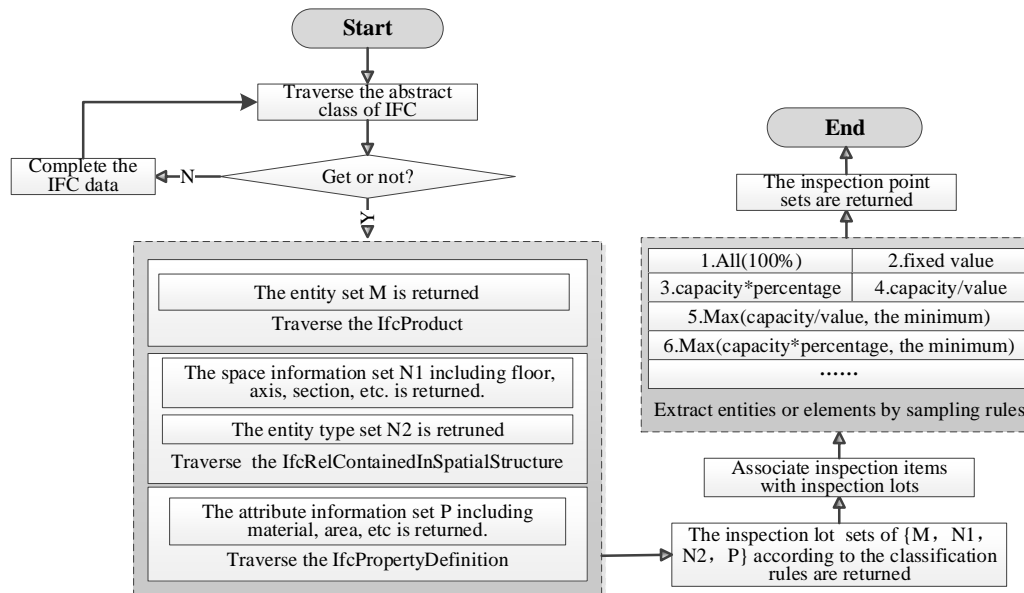 Start
Traverse the abstract
class of IFC
Get or not?
N
Complete the
IFC data
Y
The entity set M is returned
Traverse the IfcProduct
The space information set N1 including floor,
axis, section, etc. is returned.
The entity type set N2 is retruned
Traverse the IfcRelContainedInSpatialStructure
The attribute information set P including
material, area, etc is returned.
Traverse the IfcPropertyDefinition
The inspection lot sets of {M，N1，
N2，P} according to the classification
rules are returned
Associate inspection items
with inspection lots
1.All(100%)
2.fixed value
3.capacity*percentage
4.capacity/value
5.Max(capacity/value, the minimum)
6.Max(capacity*percentage, the minimum)
……
Extract entities or elements by sampling rules
The inspection point
sets are returned
End